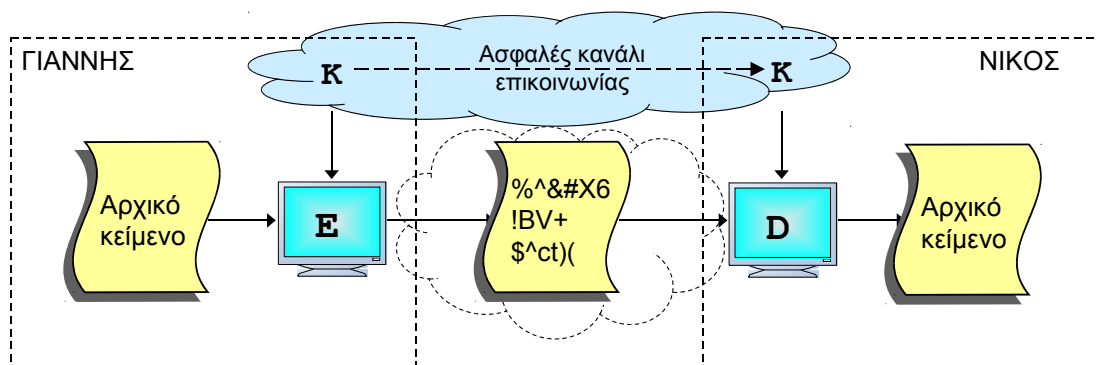 ΓΙΑΝΝΗΣ
Ασφαλές κανάλι
επικοινωνίας
ΝΙΚΟΣ
K
K
Αρχικό
κείμενο
E
%^&#X6
!BV+
$^ct)(
D
Αρχικό
κείμενο